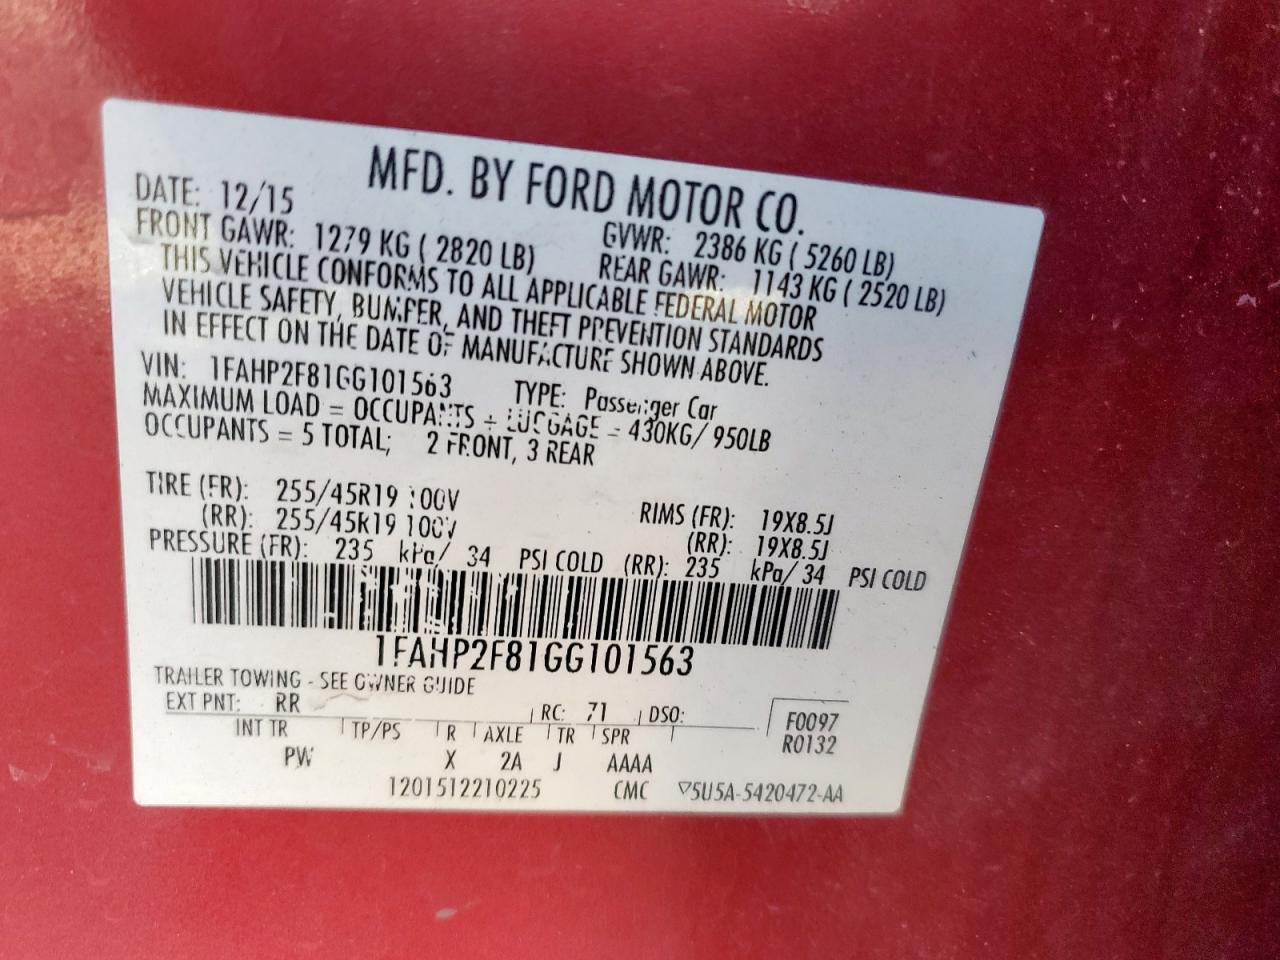 MFD. BY FORD MOTOR CO.
DATE: 12/15 GVWR: 2386 KG ( 5260 LB)
FRONT GAWR: 1279 KG ( 2820 LB) REAR GAWR: 1143 KG ( 2520 LB)
THIS VEHICLE CONFORMS TO ALL APPLICABLE FEDERAL MOTOR
VEHICLE SAFETY, BUMPER, AND THEFT PREVENTION STANDARDS
IN EFFECT ON THE DATE OF MANUFACTURE SHOWN ABOVE.
VIN: 1FAHP2F81GG101563 TYPE: Passenger Car
MAXIMUM LOAD = OCCUPANTS + LUGGAGE = 430KG/ 950LB
OCCUPANTS = 5 TOTAL; 2 FRONT, 3 REAR
TIRE (FR): 255/45R19 100V RIMS (FR): 19X8.5J
(RR): 255/45R19 100V (RR): 19X8.5J
PRESSURE (FR): 235 kPa/ 34 PSI COLD (RR): 235 kPa/ 34 PSI COLD
1FAHP2F81GG101563
TRAILER TOWING - SEE OWNER GUIDE
EXT PNT: RR RC: 71 DSO: F0097
INT TR TP/PS R AXLE TR SPR R0132
PW X 2A J AAAA
1201512210225 CMC ▽5U5A-5420472-AA